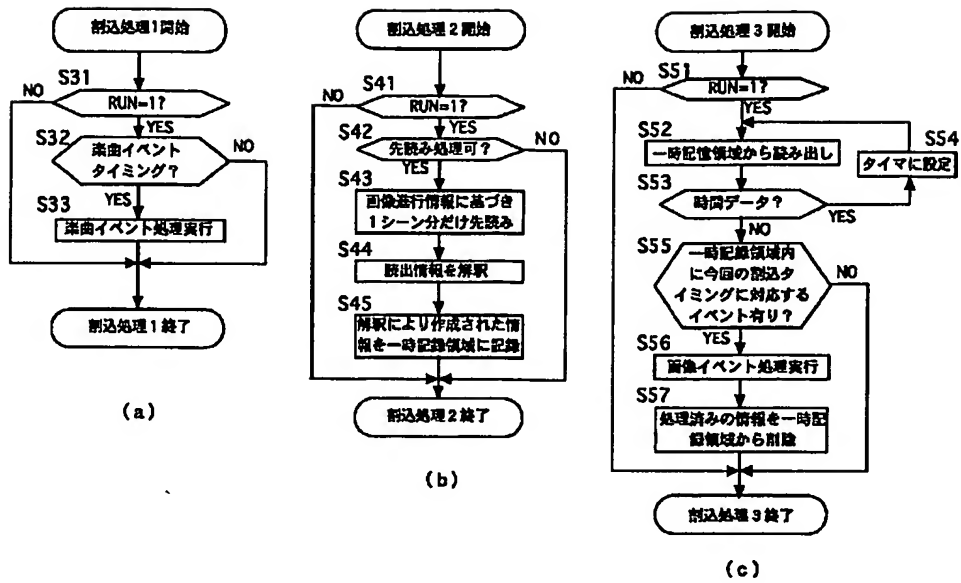 割込処理1開始
S31
NO
RUN=1?
YES
S32
楽曲イベント
タイミング?
NO
YES
S33
楽曲イベント処理実行
割込処理1終了
(a)
割込処理2開始
S41
NO
RUN=1?
YES
S42
先読み処理可?
NO
YES
S43
画像進行情報に基づき
1シーン分だけ先読み
S44
読出情報を解釈
S45
解釈により作成された情
報を一時記録領域に記録
割込処理2終了
(b)
割込処理3開始
S51
NO
RUN=1?
YES
S52
一時記憶領域から読み出し
S54
タイマに設定
S53
時間データ?
YES
NO
S55
一時記録領域内
に今回の割込タ
イミングに対応する
イベント有り?
NO
YES
S56
画像イベント処理実行
S57
処理済みの情報を一時記
録領域から削除
割込処理3終了
(c)